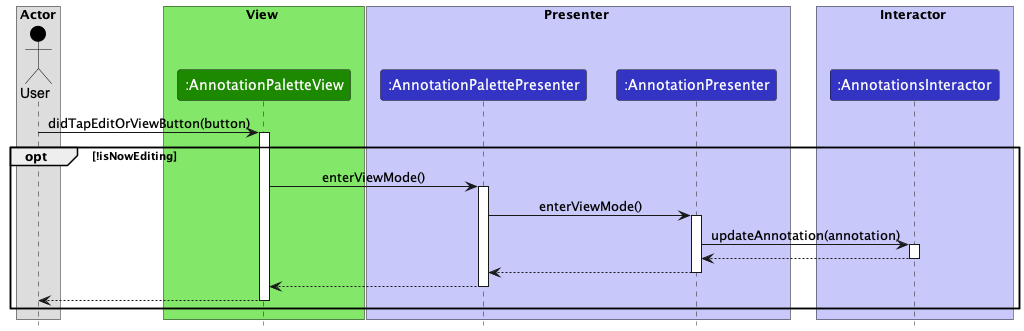 Actor
View
Presenter
Interactor
User
:AnnotationPaletteView
:AnnotationPalettePresenter
:AnnotationPresenter
:AnnotationsInteractor
didTapEditOrViewButton(button)
opt
[!isNowEditing]
enterViewMode()
enterViewMode()
updateAnnotation(annotation)